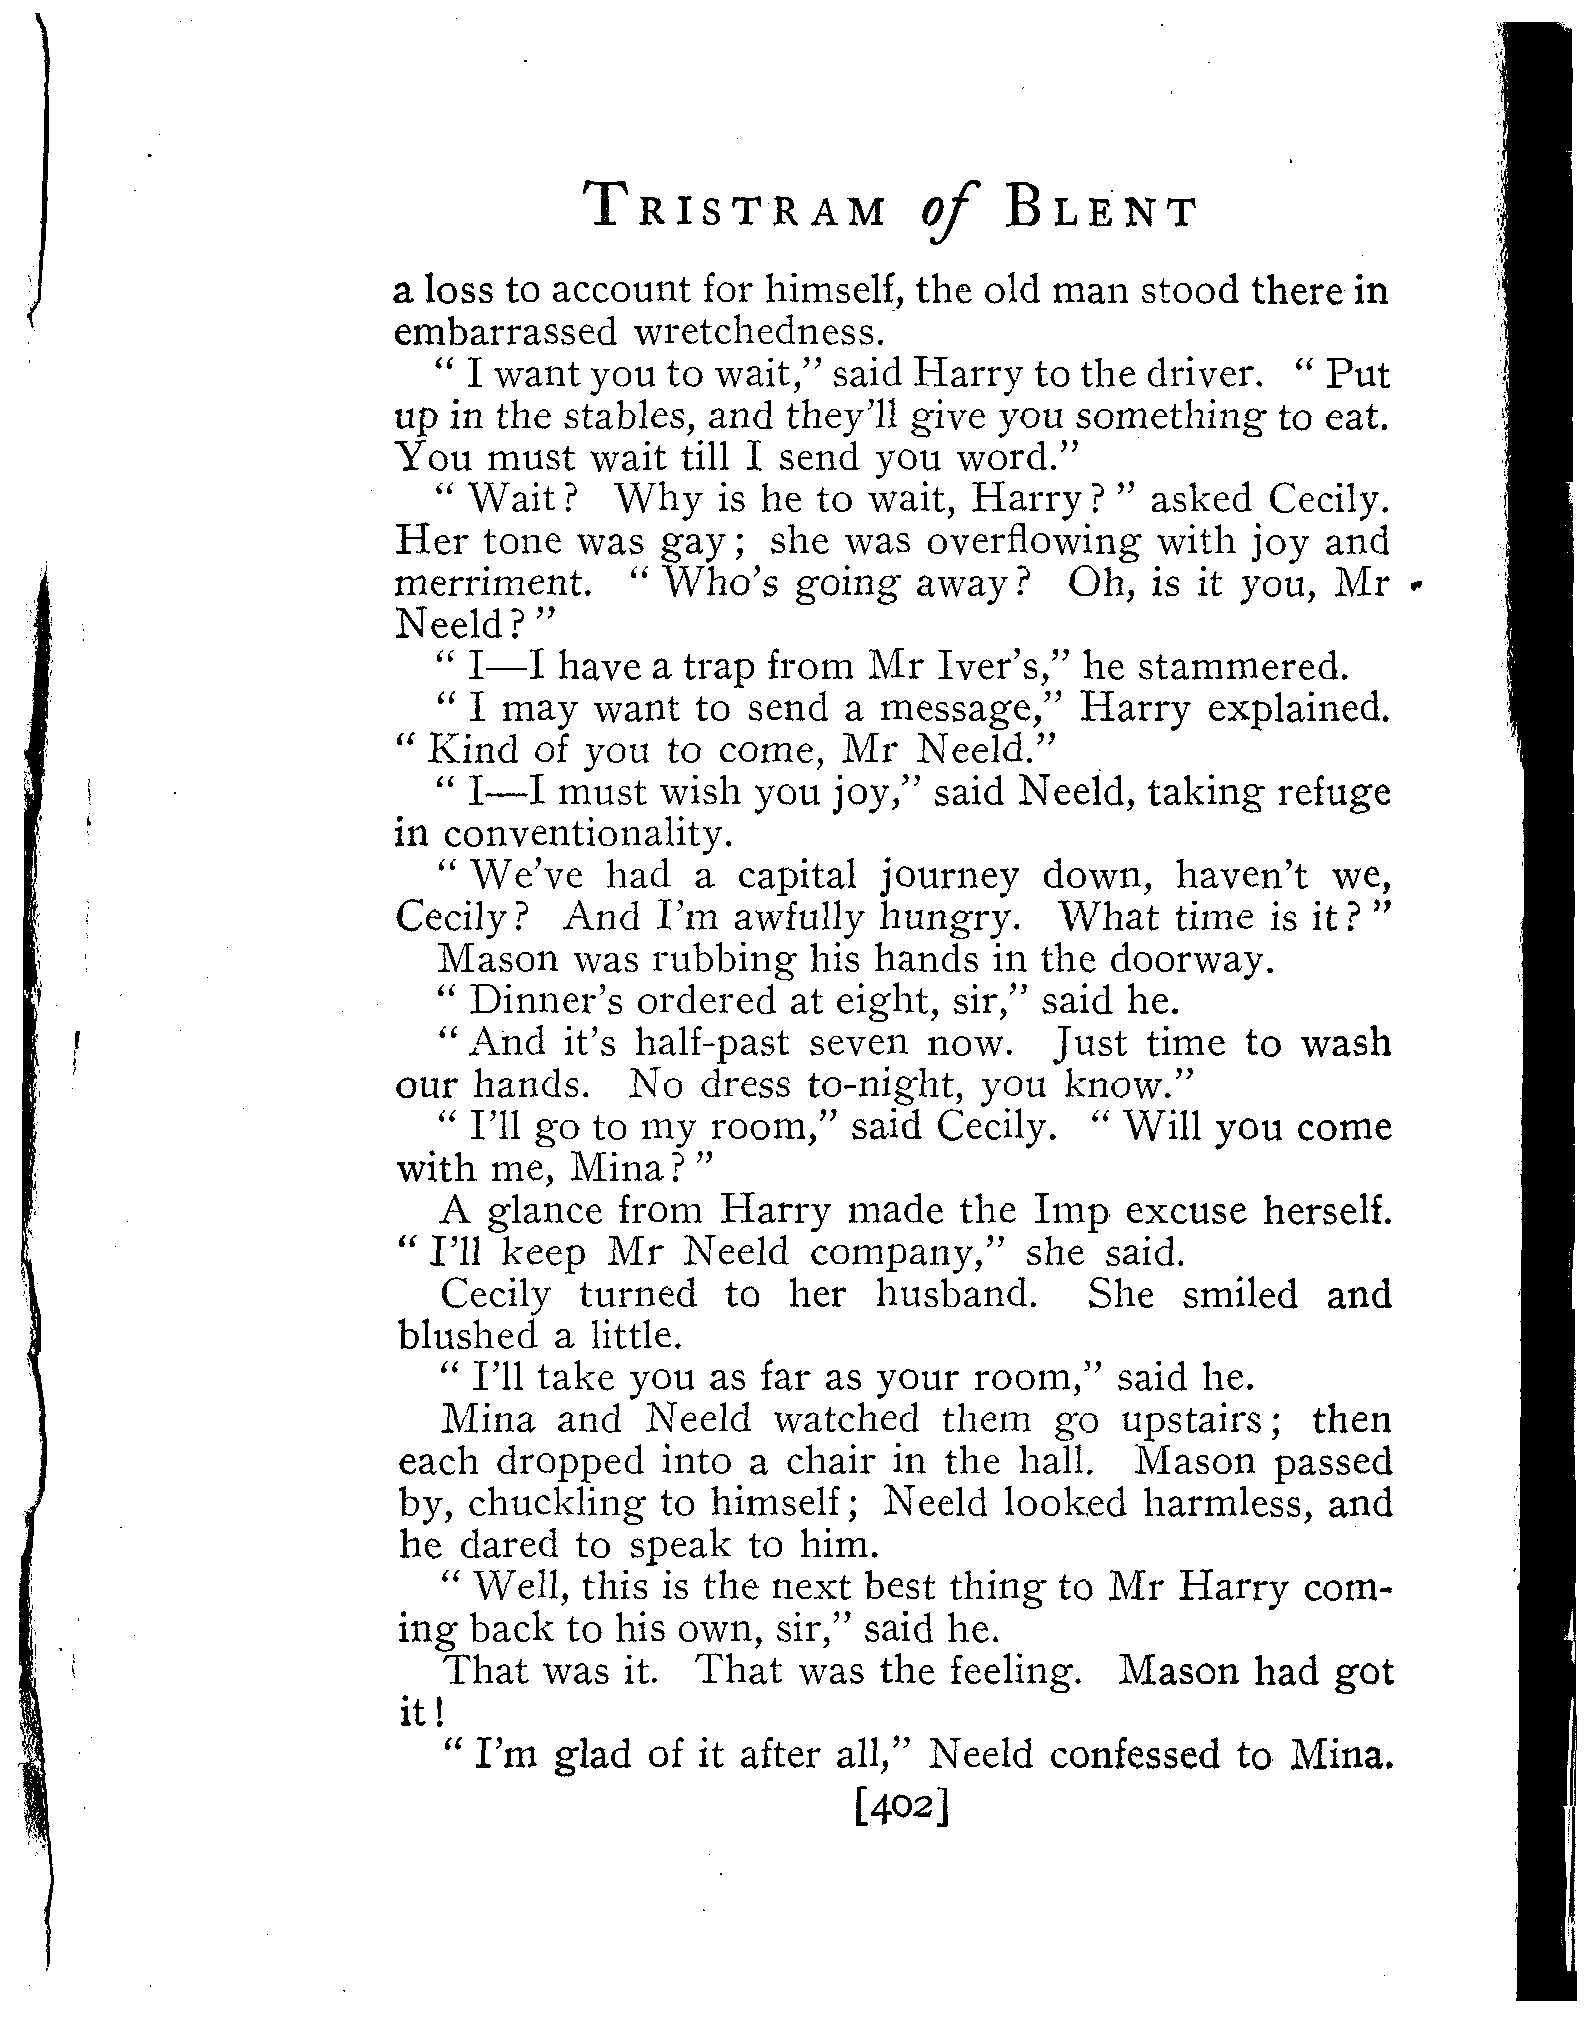 TRISTRAM of BLENT
a loss to account for himself, the old man stood there in
embarrassed wretchedness.
“ I want you to wait,” said Harry to the driver. “ Put
up in the stables, and they’ll give you something to eat.
You must wait till I send you word.”
“ Wait? Why is he to wait, Harry? ” asked Cecily.
Her tone was gay; she was overflowing with joy and
merriment. “ Who’s going away? Oh, is it you, Mr
Neeld? ”
“ I—I have a trap from Mr Iver’s,” he stammered.
“ I may want to send a message,” Harry explained.
“ Kind of you to come, Mr Neeld.”
“ I—I must wish you joy,” said Neeld, taking refuge
in conventionality.
“ We’ve had a capital journey down, haven’t we,
Cecily? And I’m awfully hungry. What time is it? ”
Mason was rubbing his hands in the doorway.
“ Dinner’s ordered at eight, sir,” said he.
“ And it’s half-past seven now. Just time to wash
our hands. No dress to-night, you know.”
“ I’ll go to my room,” said Cecily. “ Will you come
with me, Mina? ”
A glance from Harry made the Imp excuse herself.
“ I’ll keep Mr Neeld company,” she said.
Cecily turned to her husband. She smiled and
blushed a little.
“ I’ll take you as far as your room,” said he.
Mina and Neeld watched them go upstairs; then
each dropped into a chair in the hall. Mason passed
by, chuckling to himself; Neeld looked harmless, and
he dared to speak to him.
“ Well, this is the next best thing to Mr Harry com-
ing back to his own, sir,” said he.
That was it. That was the feeling. Mason had got
it!
“ I’m glad of it after all,” Neeld confessed to Mina.
[402]